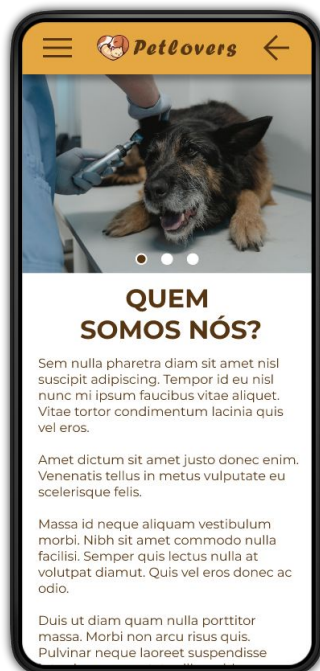 Petlovers
QUEM
SOMOS NÓS?
Sem nulla pharetra diam sit amet nisl
suscipit adipiscing. Tempor id eu nisl
nunc mi ipsum faucibus vitae aliquet.
Vitae tortor condimentum lacinia quis
vel eros.
Amet dictum sit amet justo donec enim.
Venenatis tellus in metus vulputate eu
scelerisque felis.
Massa id neque aliquam vestibulum
morbi. Nibh sit amet commodo nulla
facilisi. Semper quis lectus nulla at
volutpat diamut. Quis vel eros donec ac
odio.
Duis ut diam quam nulla porttitor
massa. Morbi non arcu risus quis.
Pulvinar neque laoreet suspendisse